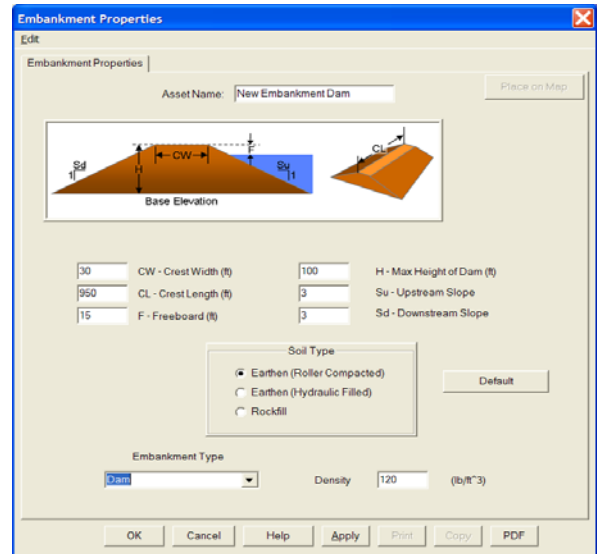 Embankment Properties
Edit
Embankment Properties
Asset Name: New Embankment Dam Place on Map
CL
F
CW
H
Sd
1
Su
1
Base Elevation
30 CW - Crest Width (ft) 100 H - Max Height of Dam (ft)
950 CL - Crest Length (ft) 3 Su - Upstream Slope
15 F - Freeboard (ft) 3 Sd - Downstream Slope
Soil Type
Earthen (Roller Compacted)
Earthen (Hydraulic Filled)
Rockfill
Default
Embankment Type
Dam Density 120 (lb/ft^3)
OK Cancel Help Apply Print Copy PDF